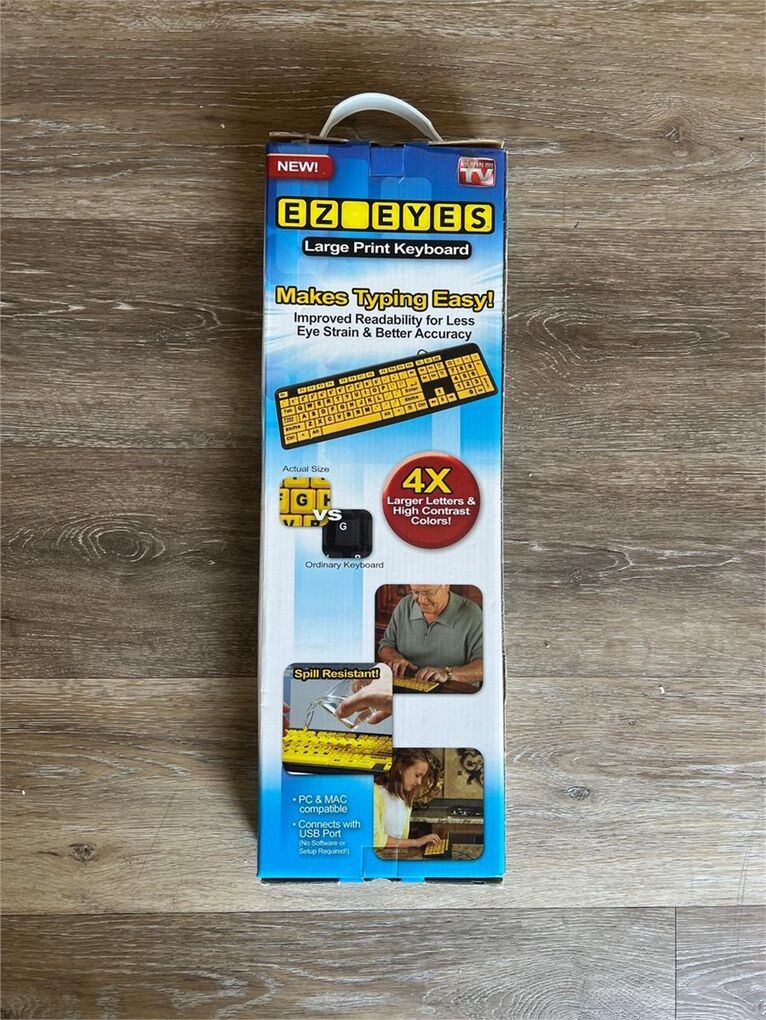 NEW!
AS SEEN ON
TV
EZ EYES
Large Print Keyboard
Makes Typing Easy!
Improved Readability for Less
Eye Strain & Better Accuracy
Actual Size
G
VS
G
Ordinary Keyboard
4X
Larger Letters &
High Contrast
Colors!
Spill Resistant!
• PC & MAC
compatible
• Connects with
USB Port
(No Software or
Setup Required!)